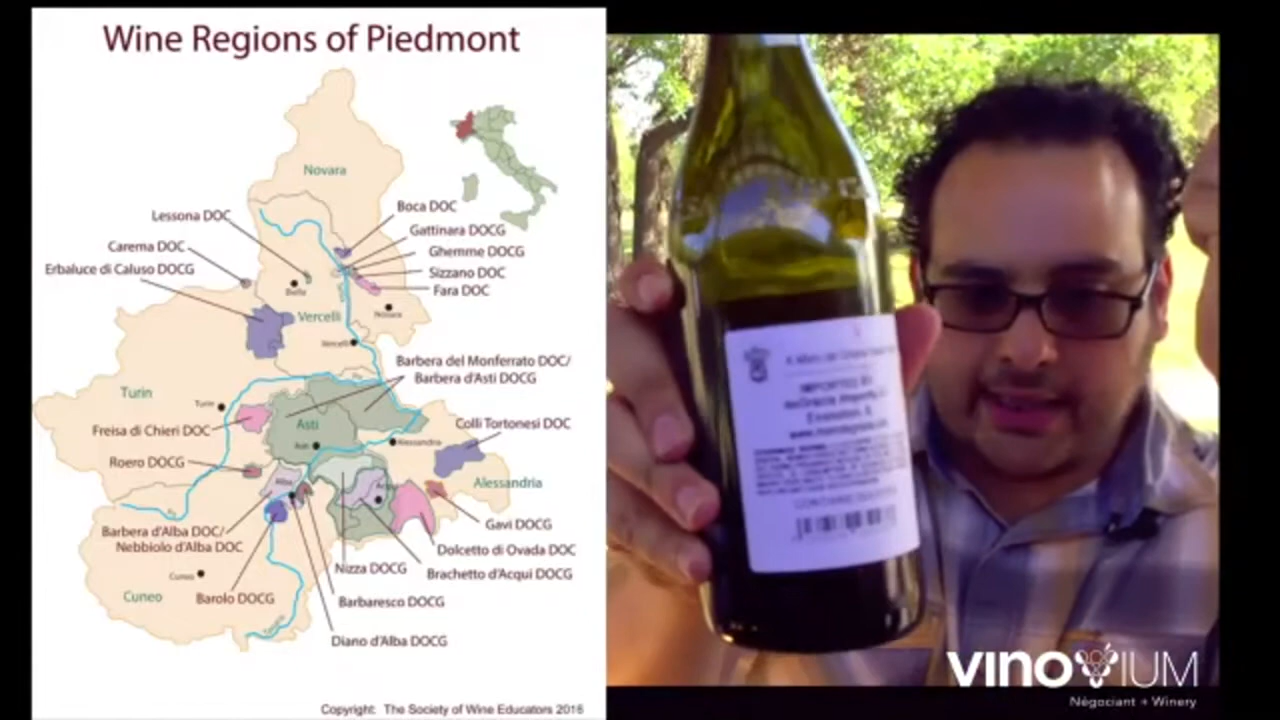 Wine Regions of Piedmont
Novara
Lessona DOC
Boca DOC
Gattinara DOCG
Carema DOC
Ghemme DOCG
Erbaluce di Caluso DOCG
Sizzano DOC
Fara DOC
Biella
Novara
Vercelli
Vercelli
Barbera del Monferrato DOC/
Barbera d'Asti DOCG
Turin
Turin
Asti
Colli Tortonesi DOC
Freisa di Chieri DOC
Asti
Alessandria
Roero DOCG
Alba
Acqui
Alessandria
Po
Gavi DOCG
Barbera d'Alba DOC/
Nebbiolo d'Alba DOC
Dolcetto di Ovada DOC
Nizza DOCG
Brachetto d'Acqui DOCG
Cuneo
Cuneo
Barolo DOCG
Barbaresco DOCG
Diano d'Alba DOCG
Copyright: The Society of Wine Educators 2016
IMPORTED BY
VINOVIUM
Négociant + Winery